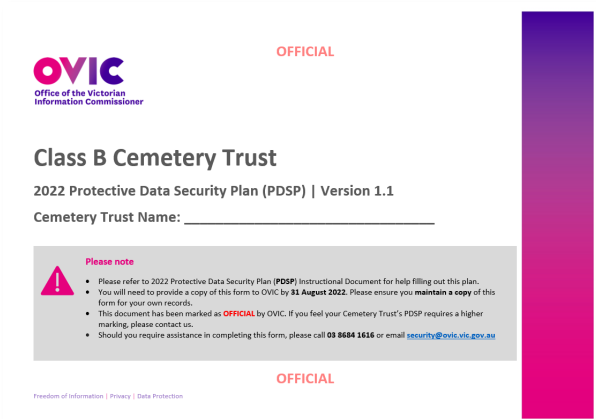 OFFICIAL
OVIC
Office of the Victorian
Information Commissioner
Class B Cemetery Trust
2022 Protective Data Security Plan (PDSP) | Version 1.1
Cemetery Trust Name: ________________________________
Please note
• Please refer to 2022 Protective Data Security Plan (PDSP) Instructional Document for help filling out this plan.
• You will need to provide a copy of this form to OVIC by 31 August 2022. Please ensure you maintain a copy of this
form for your own records.
• This document has been marked as OFFICIAL by OVIC. If you feel your Cemetery Trust's PDSP requires a higher
marking, please contact us.
• Should you require assistance in completing this form, please call 03 8684 1616 or email security@ovic.vic.gov.au
OFFICIAL
Freedom of Information | Privacy | Data Protection